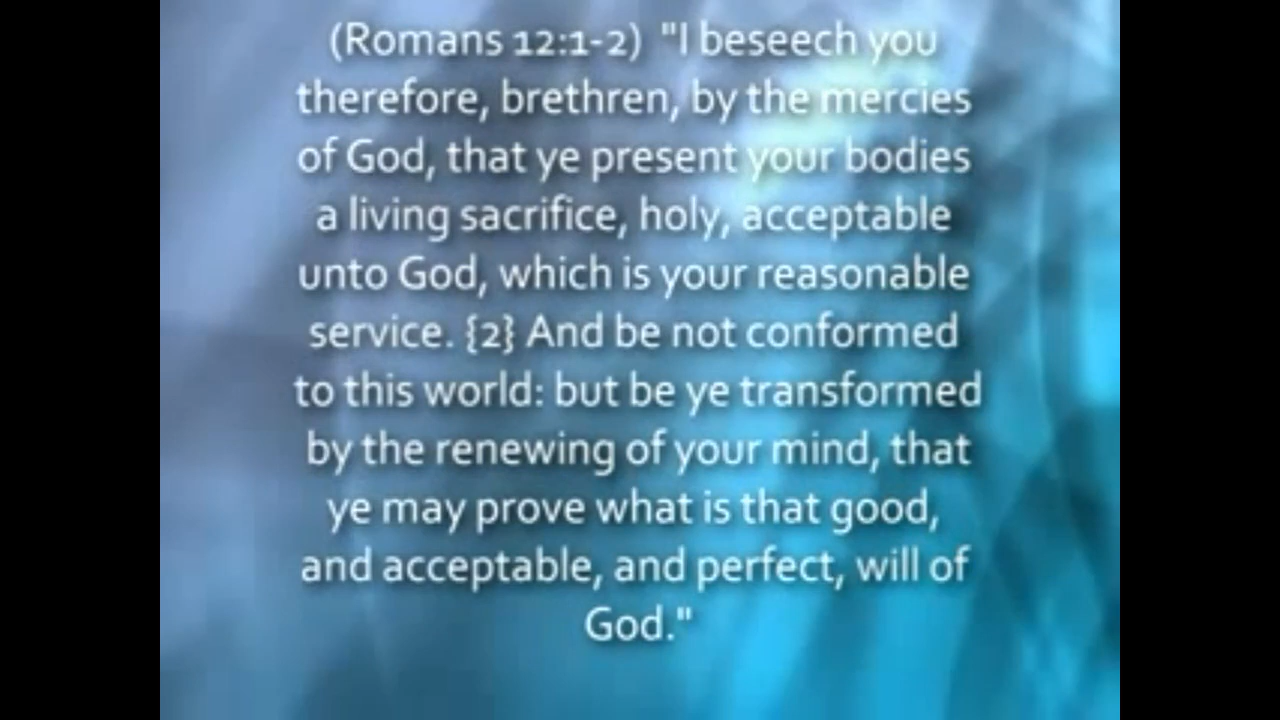 (Romans 12:1-2)  "I beseech you
therefore, brethren, by the mercies
of God, that ye present your bodies
a living sacrifice, holy, acceptable
unto God, which is your reasonable
service. {2} And be not conformed
to this world: but be ye transformed
by the renewing of your mind, that
ye may prove what is that good,
and acceptable, and perfect, will of
God."